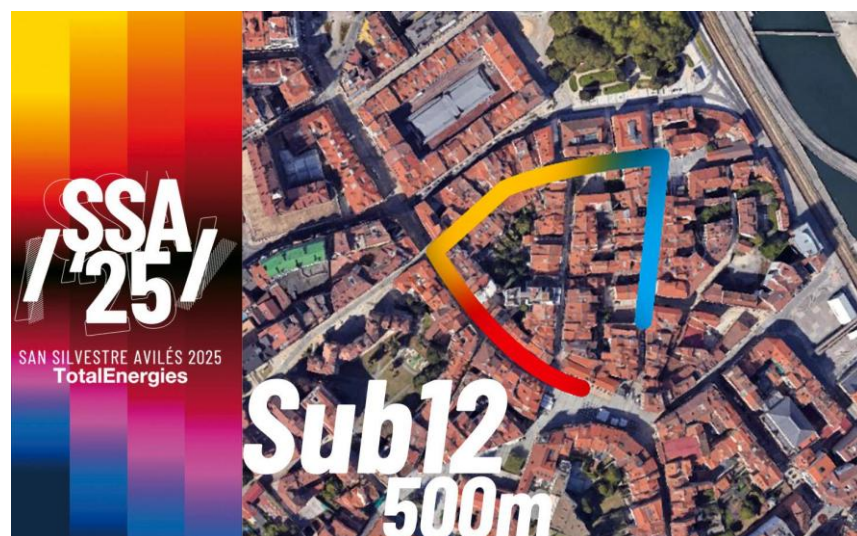 SSA
/'25/
SAN SILVESTRE AVILÉS 2025
TotalEnergies
Sub12
500m